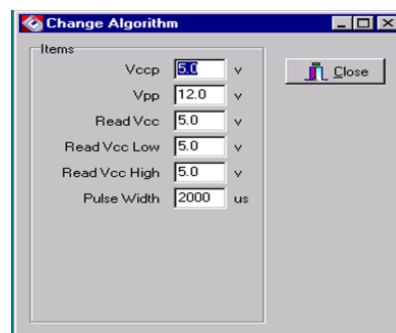 Change Algorithm
Items
Vccp 5.0 v
Vpp 12.0 v
Read Vcc 5.0 v
Read Vcc Low 5.0 v
Read Vcc High 5.0 v
Pulse Width 2000 us
Close